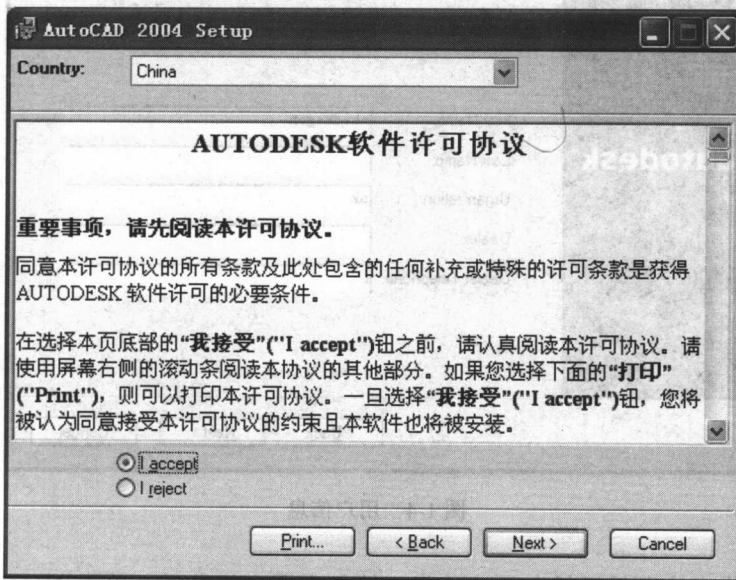 AutoCAD 2004 Setup
Country: China
AUTODESK软件许可协议
重要事项，请先阅读本许可协议。
同意本许可协议的所有条款及此处包含的任何补充或特殊的许可条款是获得
AUTODESK 软件许可的必要条件。
在选择本页底部的“我接受”("I accept")钮之前，请认真阅读本许可协议。请
使用屏幕右侧的滚动条阅读本协议的其他部分。如果您选择下面的“打印”
("Print")，则可以打印本许可协议。一旦选择“我接受”("I accept")钮，您将
被认为同意接受本许可协议的约束且本软件也将被安装。
I accept
I reject
Print... < Back Next > Cancel